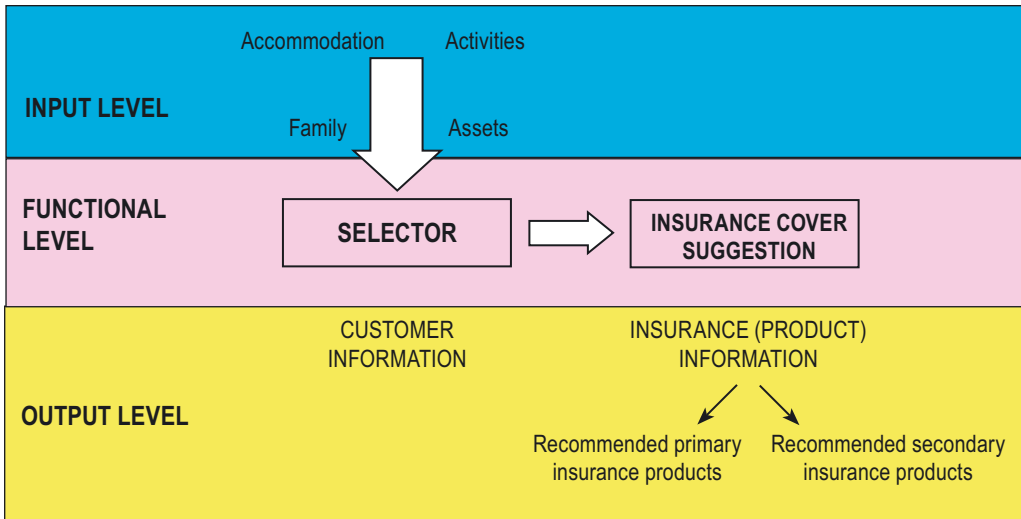 Accommodation Activities
INPUT LEVEL
Family Assets
FUNCTIONAL
LEVEL
SELECTOR
INSURANCE COVER
SUGGESTION
CUSTOMER
INFORMATION
INSURANCE (PRODUCT)
INFORMATION
OUTPUT LEVEL
Recommended primary
insurance products
Recommended secondary
insurance products